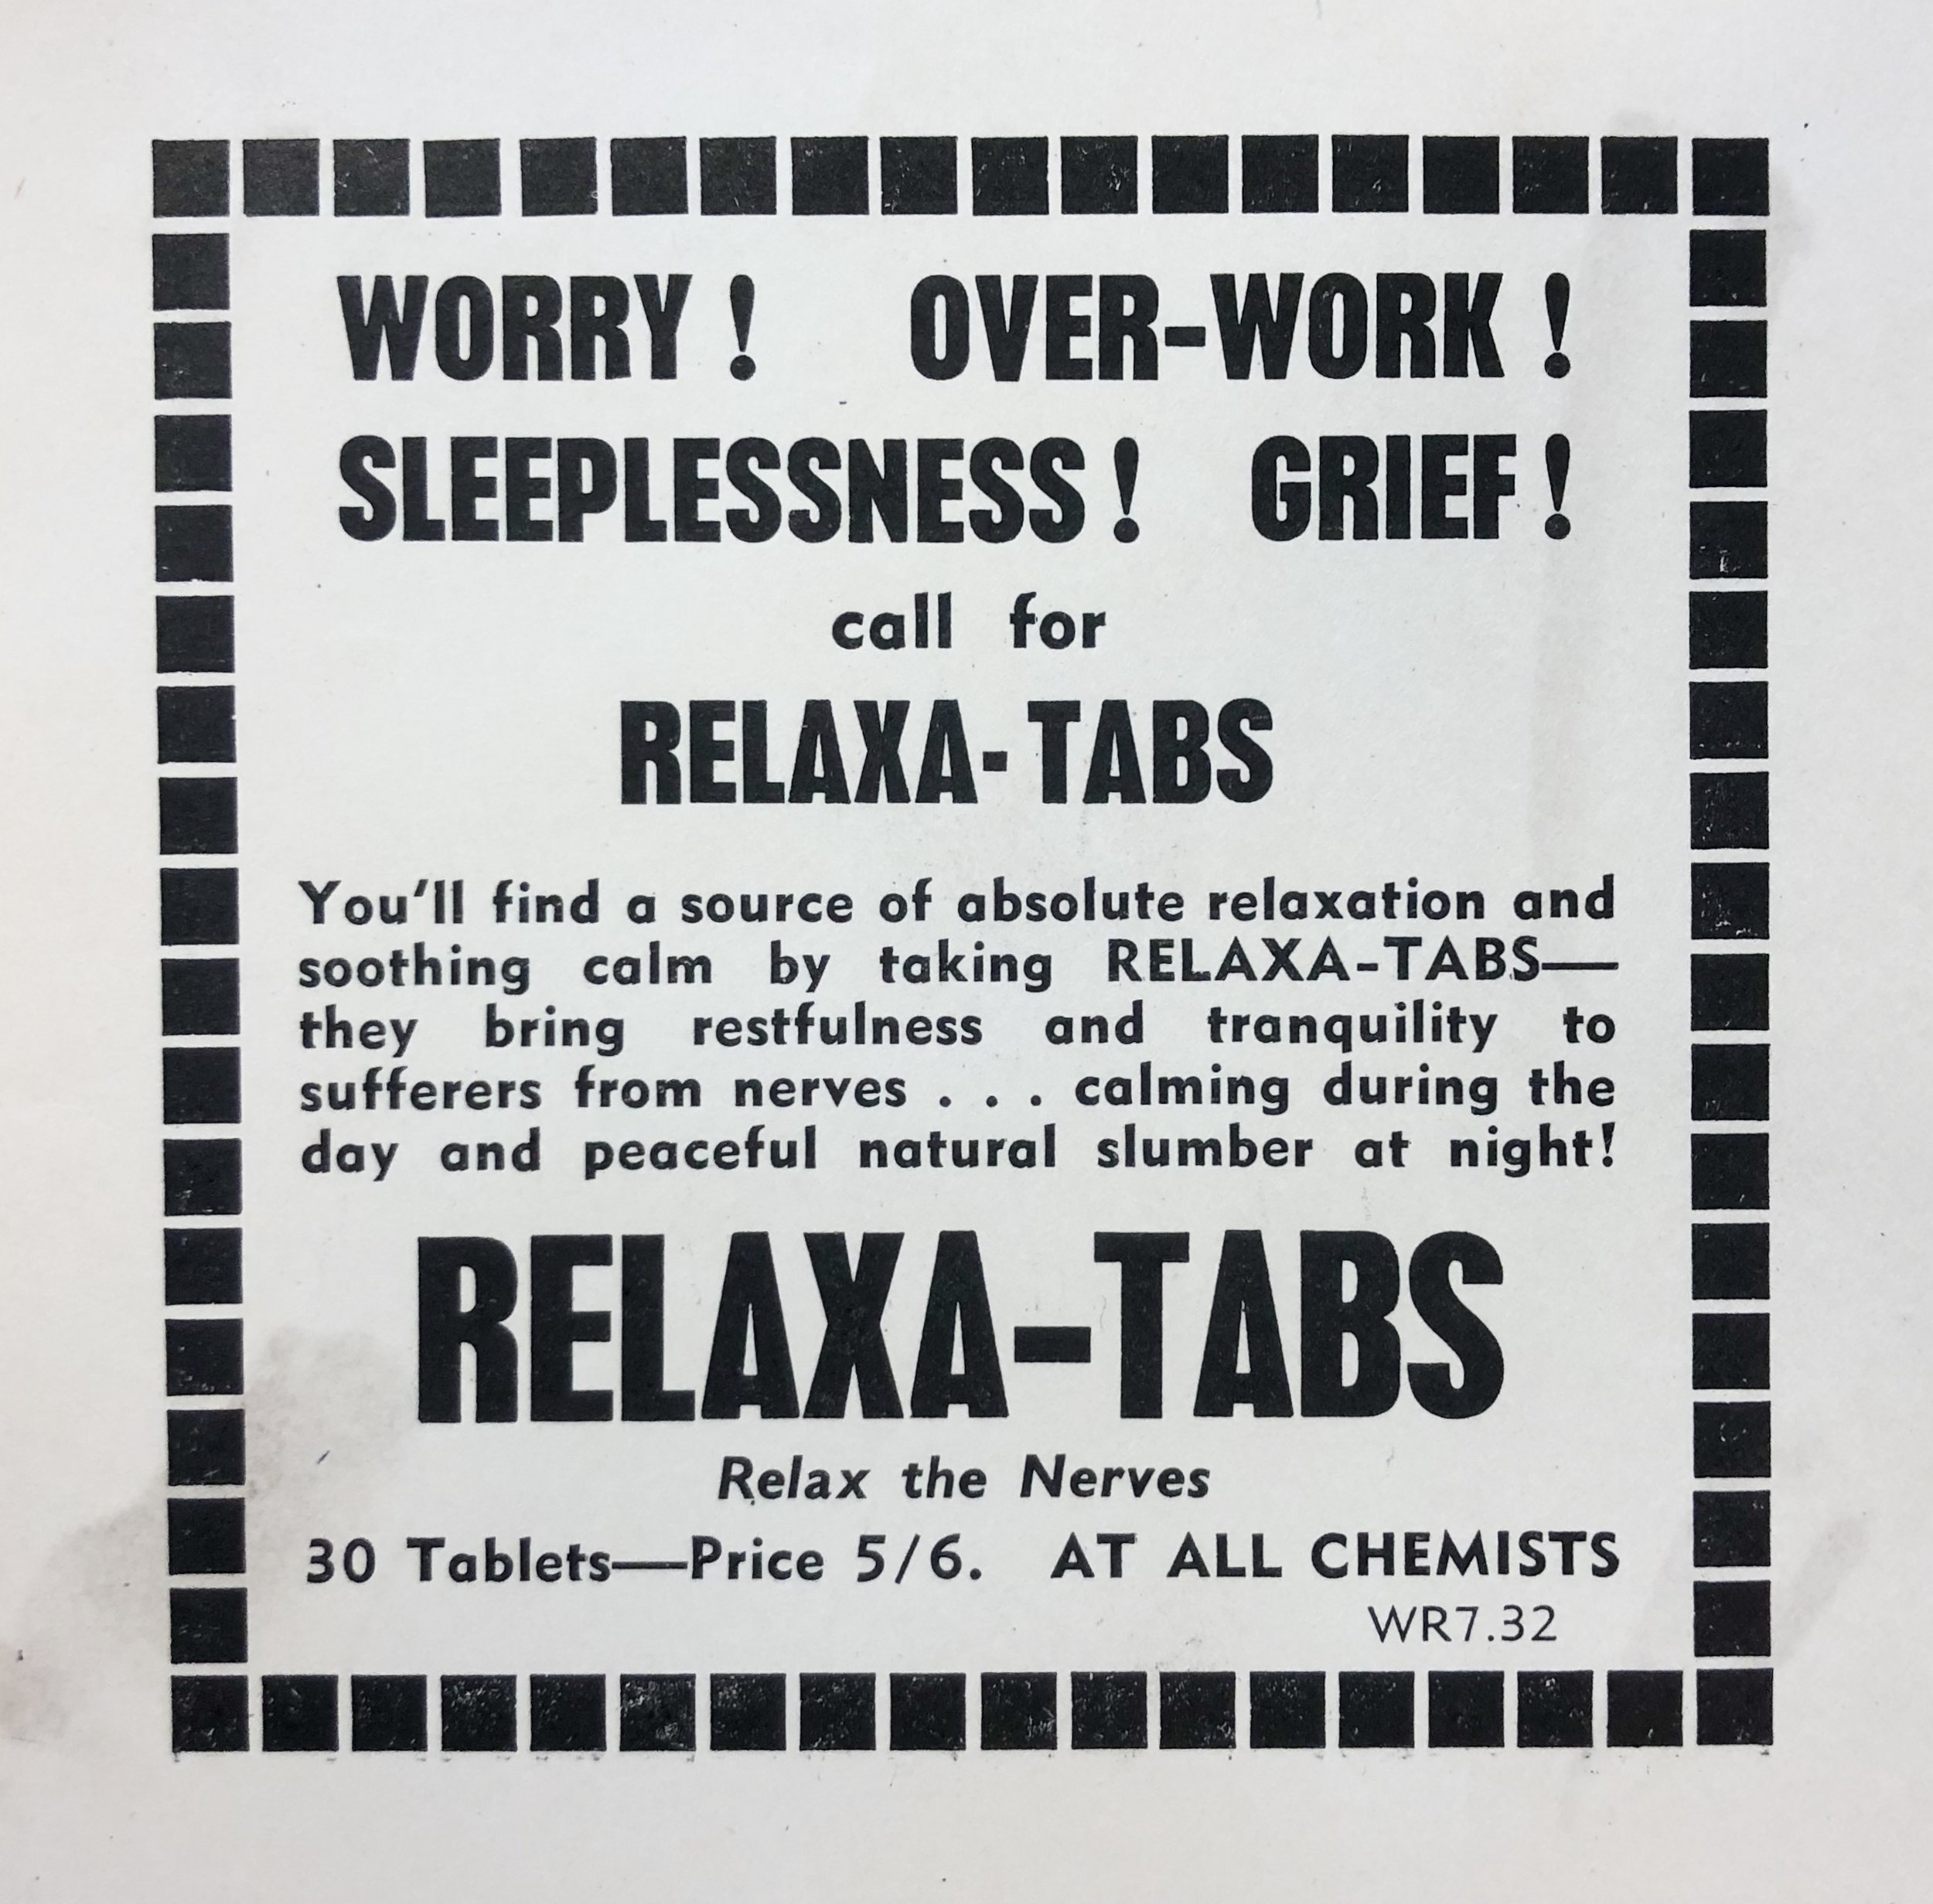 WORRY ! OVER-WORK !
SLEEPLESSNESS ! GRIEF !
call for
RELAXA-TABS
You'll find a source of absolute relaxation and
soothing calm by taking RELAXA-TABS—
they bring restfulness and tranquility to
sufferers from nerves . . . calming during the
day and peaceful natural slumber at night!
RELAXA-TABS
Relax the Nerves
30 Tablets—Price 5/6. AT ALL CHEMISTS
WR7.32